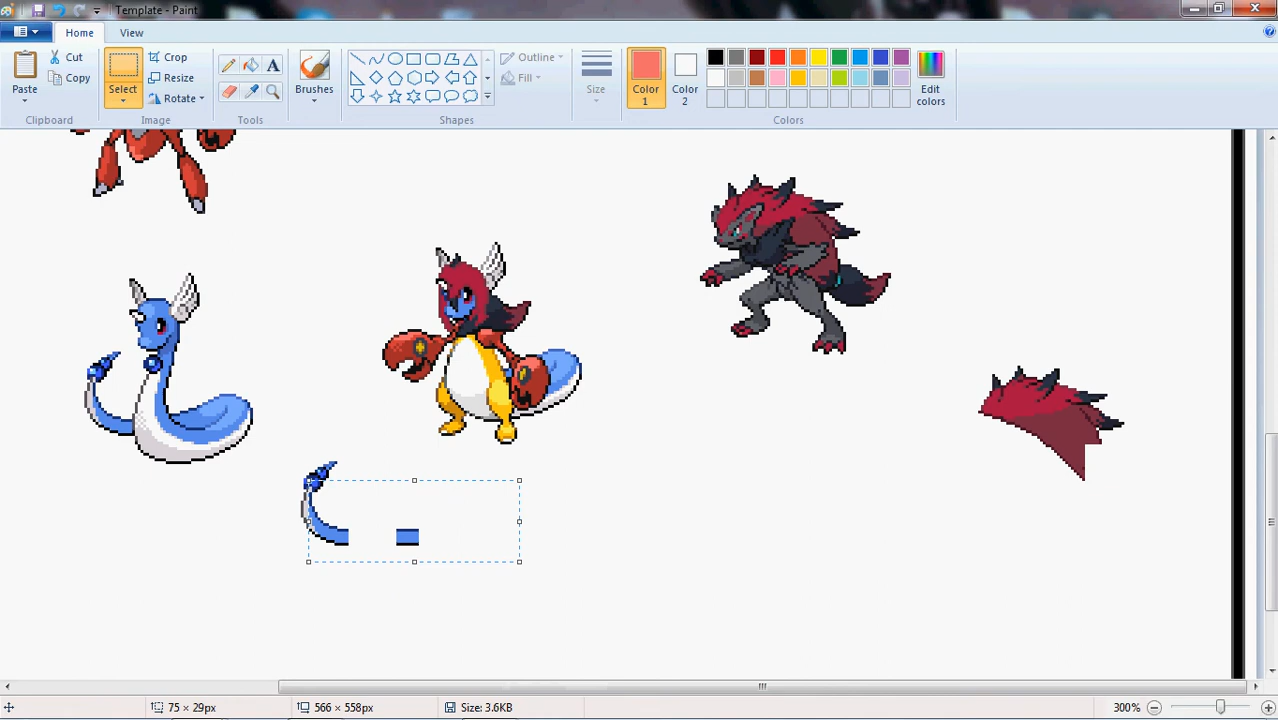 Template - Paint
Home
View
Paste
Cut
Copy
Clipboard
Select
Crop
Resize
Rotate
Image
A
Tools
Brushes
Shapes
Outline
Fill
Size
Color
1
Color
2
Edit
colors
Colors
75 × 29px
566 × 558px
Size: 3.6KB
300%